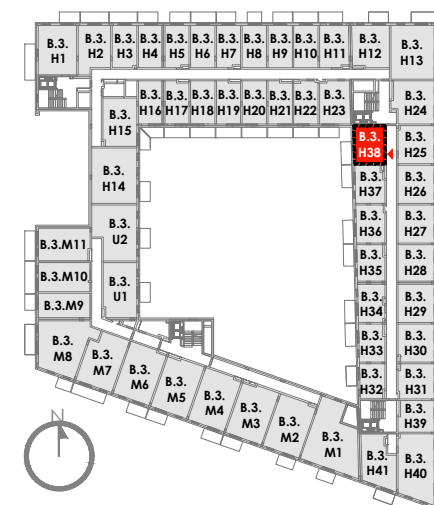 B.3.
H1
B.3.
H2
B.3.
H3
B.3.
H4
B.3.
H5
B.3.
H6
B.3.
H7
B.3.
H8
B.3.
H9
B.3.
H10
B.3.
H11
B.3.
H12
B.3.
H13
B.3.
H16
B.3.
H17
B.3.
H18
B.3.
H19
B.3.
H20
B.3.
H21
B.3.
H22
B.3.
H23
B.3.
H24
B.3.
H15
B.3.
H38
B.3.
H25
B.3.
H14
B.3.
H37
B.3.
H26
B.3.
U2
B.3.
H36
B.3.
H27
B.3.M11
B.3.
H35
B.3.
H28
B.3.M10
B.3.
U1
B.3.
H34
B.3.
H29
B.3.M9
B.3.
H33
B.3.
H30
B.3.
M8
B.3.
M7
B.3.
M6
B.3.
M5
B.3.
M4
B.3.
M3
B.3.
M2
B.3.
M1
B.3.
H32
B.3.
H31
B.3.
H39
B.3.
H41
B.3.
H40
N